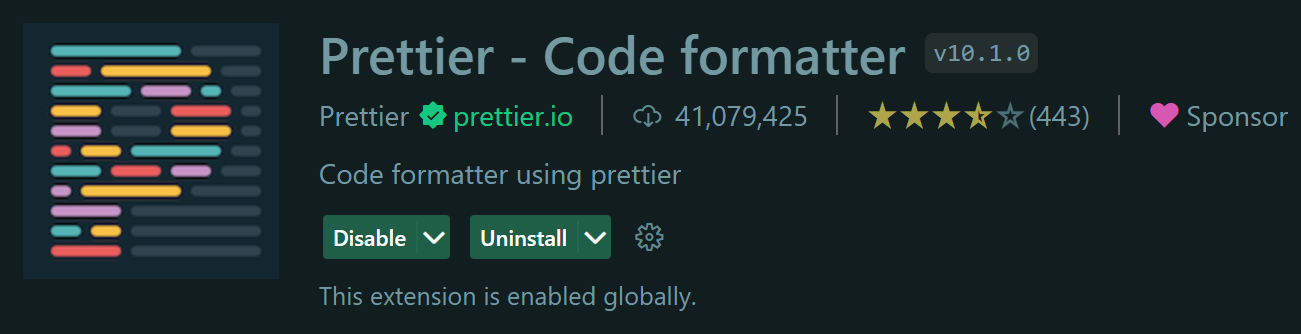 Prettier - Code formatter v10.1.0
Prettier prettier.io 41,079,425 (443) Sponsor
Code formatter using prettier
Disable Uninstall
This extension is enabled globally.